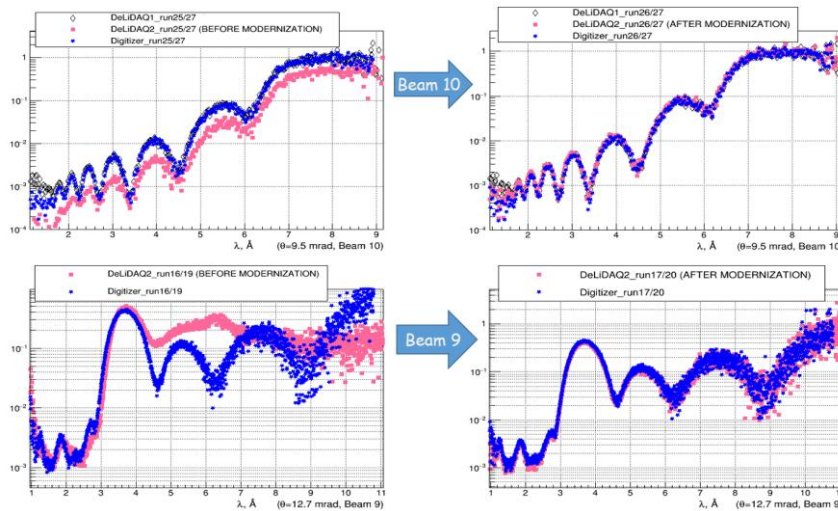 DeLiDAQ1_run25/27
DeLiDAQ2_run25/27 (BEFORE MODERNIZATION)
Digitizer_run25/27
1
10⁻¹
10⁻²
10⁻³
10⁻⁴
2 3 4 5 6 7 8 9
λ, Å (θ=9.5 mrad, Beam 10)
Beam 10
DeLiDAQ1_run26/27
DeLiDAQ2_run26/27 (AFTER MODERNIZATION)
Digitizer_run26/27
1
10⁻¹
10⁻²
10⁻³
10⁻⁴
2 3 4 5 6 7 8 9
λ, Å (θ=9.5 mrad, Beam 10)
DeLiDAQ2_run16/19 (BEFORE MODERNIZATION)
Digitizer_run16/19
10⁻¹
10⁻²
10⁻³
1 2 3 4 5 6 7 8 9 10 11
λ, Å (θ=12.7 mrad, Beam 9)
Beam 9
DeLiDAQ2_run17/20 (AFTER MODERNIZATION)
Digitizer_run17/20
1
10⁻¹
10⁻²
10⁻³
1 2 3 4 5 6 7 8 9 10 11
λ, Å (θ=12.7 mrad, Beam 9)